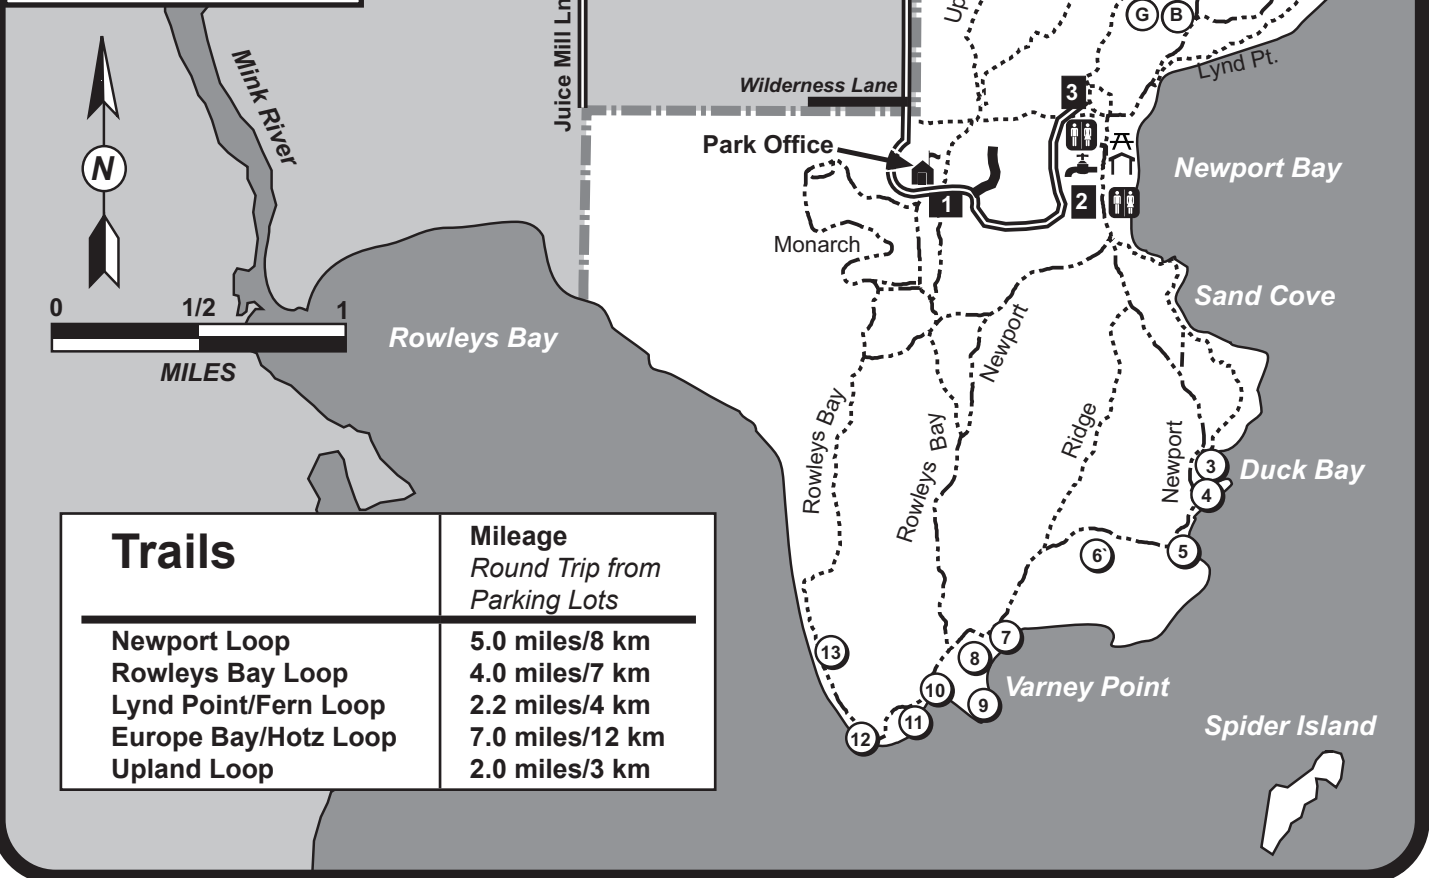 Juice Mill Ln
Up
G B
Lynd Pt.
Mink River
Wilderness Lane
3
Park Office
N
Newport Bay
1
2
Monarch
0 1/2 1
MILES
Rowleys Bay
Sand Cove
Newport
Rowleys Bay
Rowleys Bay
Ridge
Newport
3
Duck Bay
4
5
6`
7
8
13
10
9
Varney Point
11
12
Spider Island
Trails
Mileage
Round Trip from
Parking Lots
Newport Loop 5.0 miles/8 km
Rowleys Bay Loop 4.0 miles/7 km
Lynd Point/Fern Loop 2.2 miles/4 km
Europe Bay/Hotz Loop 7.0 miles/12 km
Upland Loop 2.0 miles/3 km